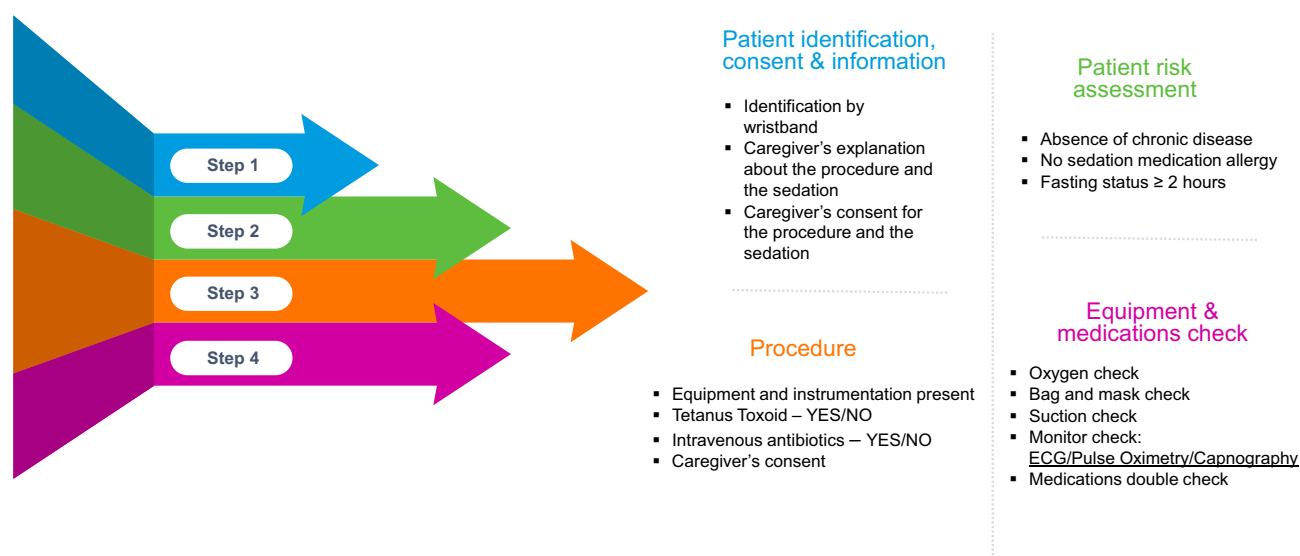 Step 1
Step 2
Step 3
Step 4
Patient identification,
consent & information
▪ Identification by
wristband
▪ Caregiver’s explanation
about the procedure and
the sedation
▪ Caregiver’s consent for
the procedure and the
sedation
Patient risk
assessment
▪ Absence of chronic disease
▪ No sedation medication allergy
▪ Fasting status ≥ 2 hours
Procedure
▪ Equipment and instrumentation present
▪ Tetanus Toxoid – YES/NO
▪ Intravenous antibiotics – YES/NO
▪ Caregiver’s consent
Equipment &
medications check
▪ Oxygen check
▪ Bag and mask check
▪ Suction check
▪ Monitor check:
ECG/Pulse Oximetry/Capnography
▪ Medications double check